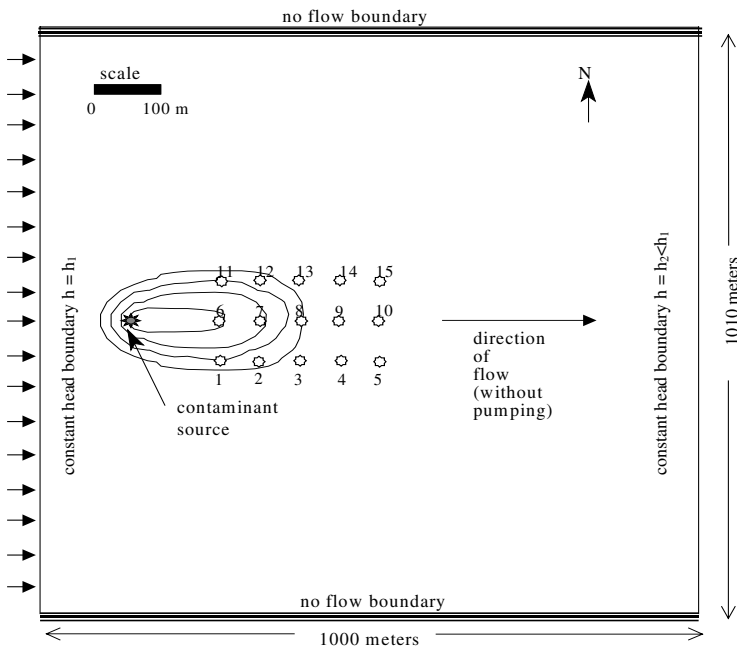 no flow boundary
scale
0 100 m
N
constant head boundary h = h₁
11 12 13 14 15
6 7 8 9 10
1 2 3 4 5
contaminant
source
direction
of
flow
(without
pumping)
constant head boundary h = h₂<h₁
1010 meters
no flow boundary
1000 meters